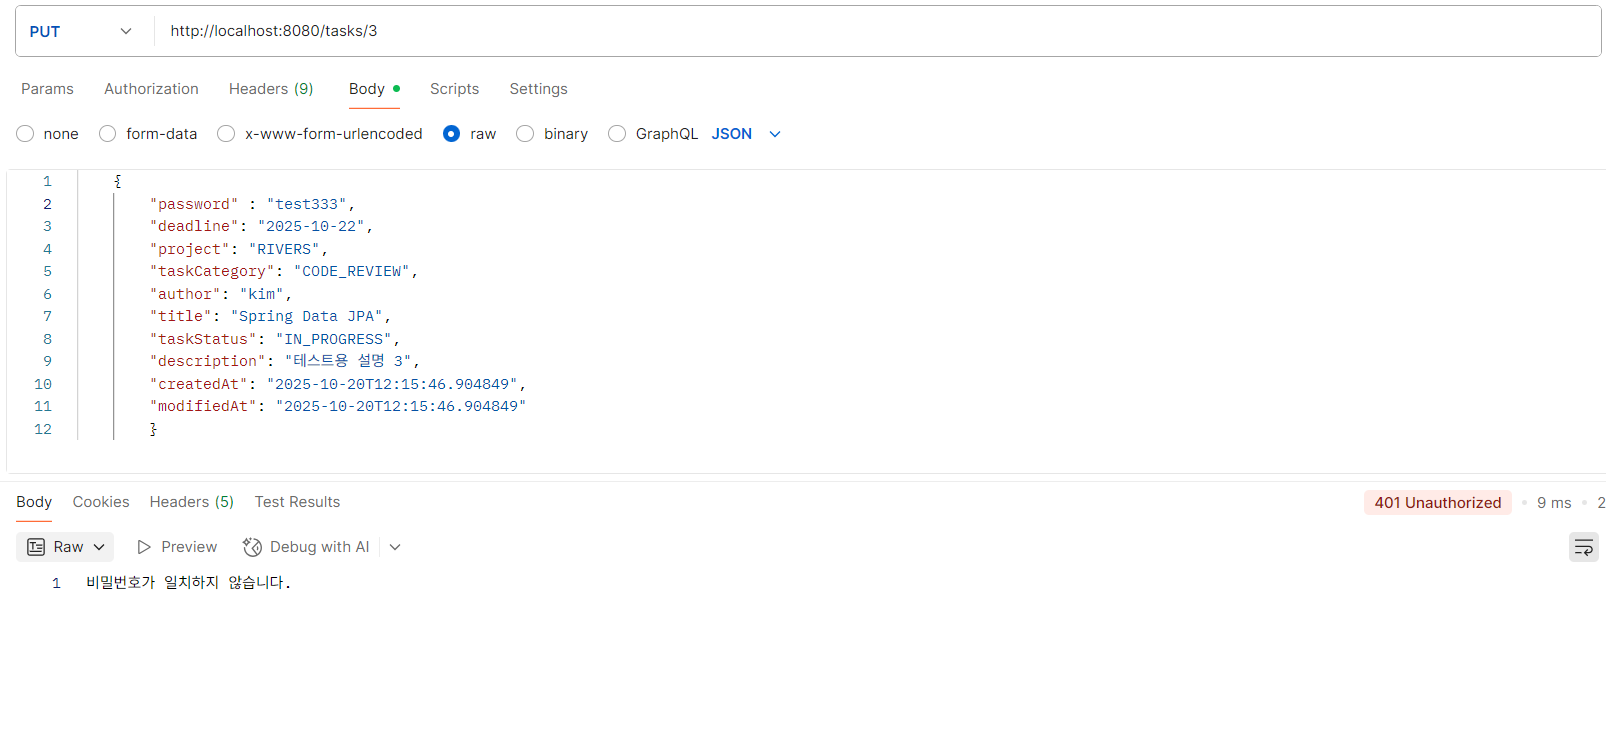 PUT http://localhost:8080/tasks/3
Params Authorization Headers (9) Body Scripts Settings
none form-data x-www-form-urlencoded raw binary GraphQL JSON
1 {
2 "password" : "test333",
3 "deadline": "2025-10-22",
4 "project": "RIVERS",
5 "taskCategory": "CODE_REVIEW",
6 "author": "kim",
7 "title": "Spring Data JPA",
8 "taskStatus": "IN_PROGRESS",
9 "description": "테스트용 설명 3",
10 "createdAt": "2025-10-20T12:15:46.904849",
11 "modifiedAt": "2025-10-20T12:15:46.904849"
12 }
Body Cookies Headers (5) Test Results 401 Unauthorized • 9 ms • 2
Raw Preview Debug with AI
1 비밀번호가 일치하지 않습니다.